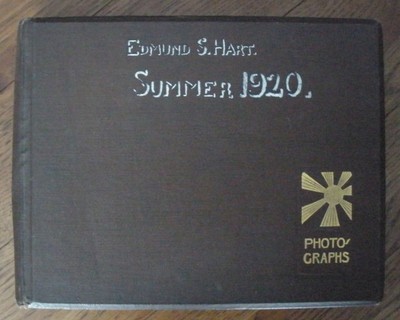 EDMUND S. HART.
SUMMER 1920.
PHOTO/
GRAPHS